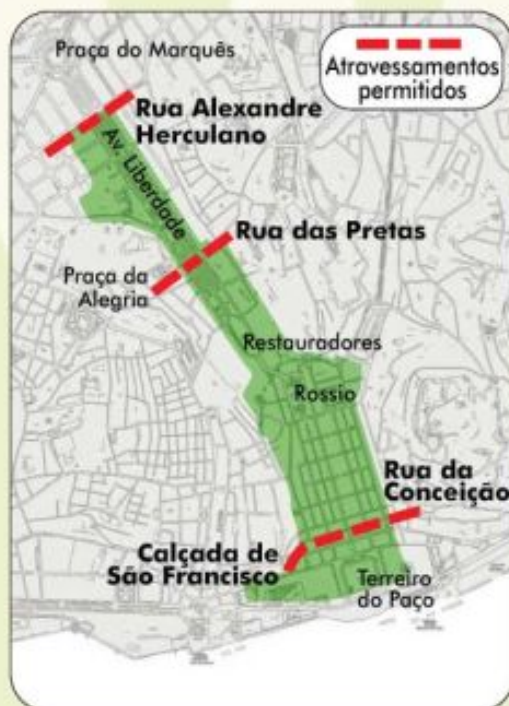 Praça do Marquês
Atravessamentos
permitidos
Rua Alexandre
Herculano
Av. Liberdade
Rua das Pretas
Praça da
Alegria
Restauradores
Rossio
Rua da
Conceição
Calçada de
São Francisco
Terreiro
do Paço